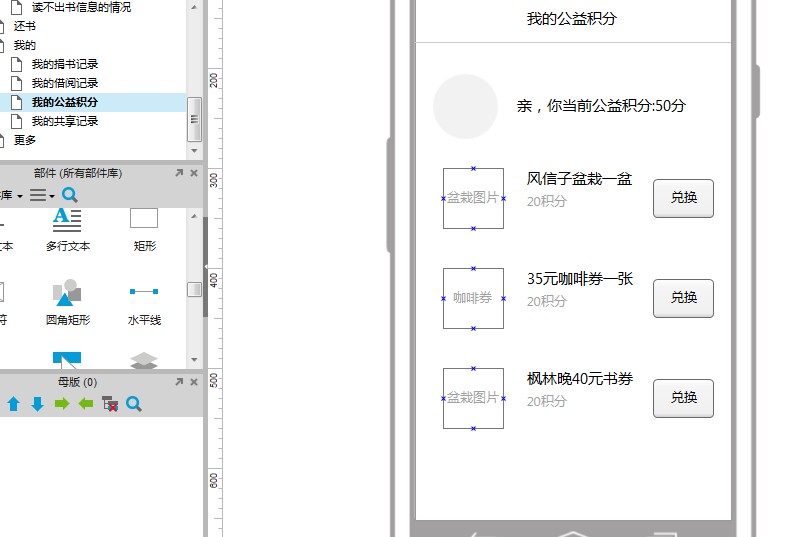 读不出书信息的情况
还书
我的
我的捐书记录
我的借阅记录
我的公益积分
我的共享记录
更多
部件 (所有部件库)
库
文本
多行文本
矩形
符
圆角矩形
水平线
母版 (0)
200
300
400
500
600
我的公益积分
亲，你当前公益积分:50分
盆栽图片
风信子盆栽一盆
20积分
兑换
咖啡券
35元咖啡券一张
20积分
兑换
盆栽图片
枫林晚40元书券
20积分
兑换